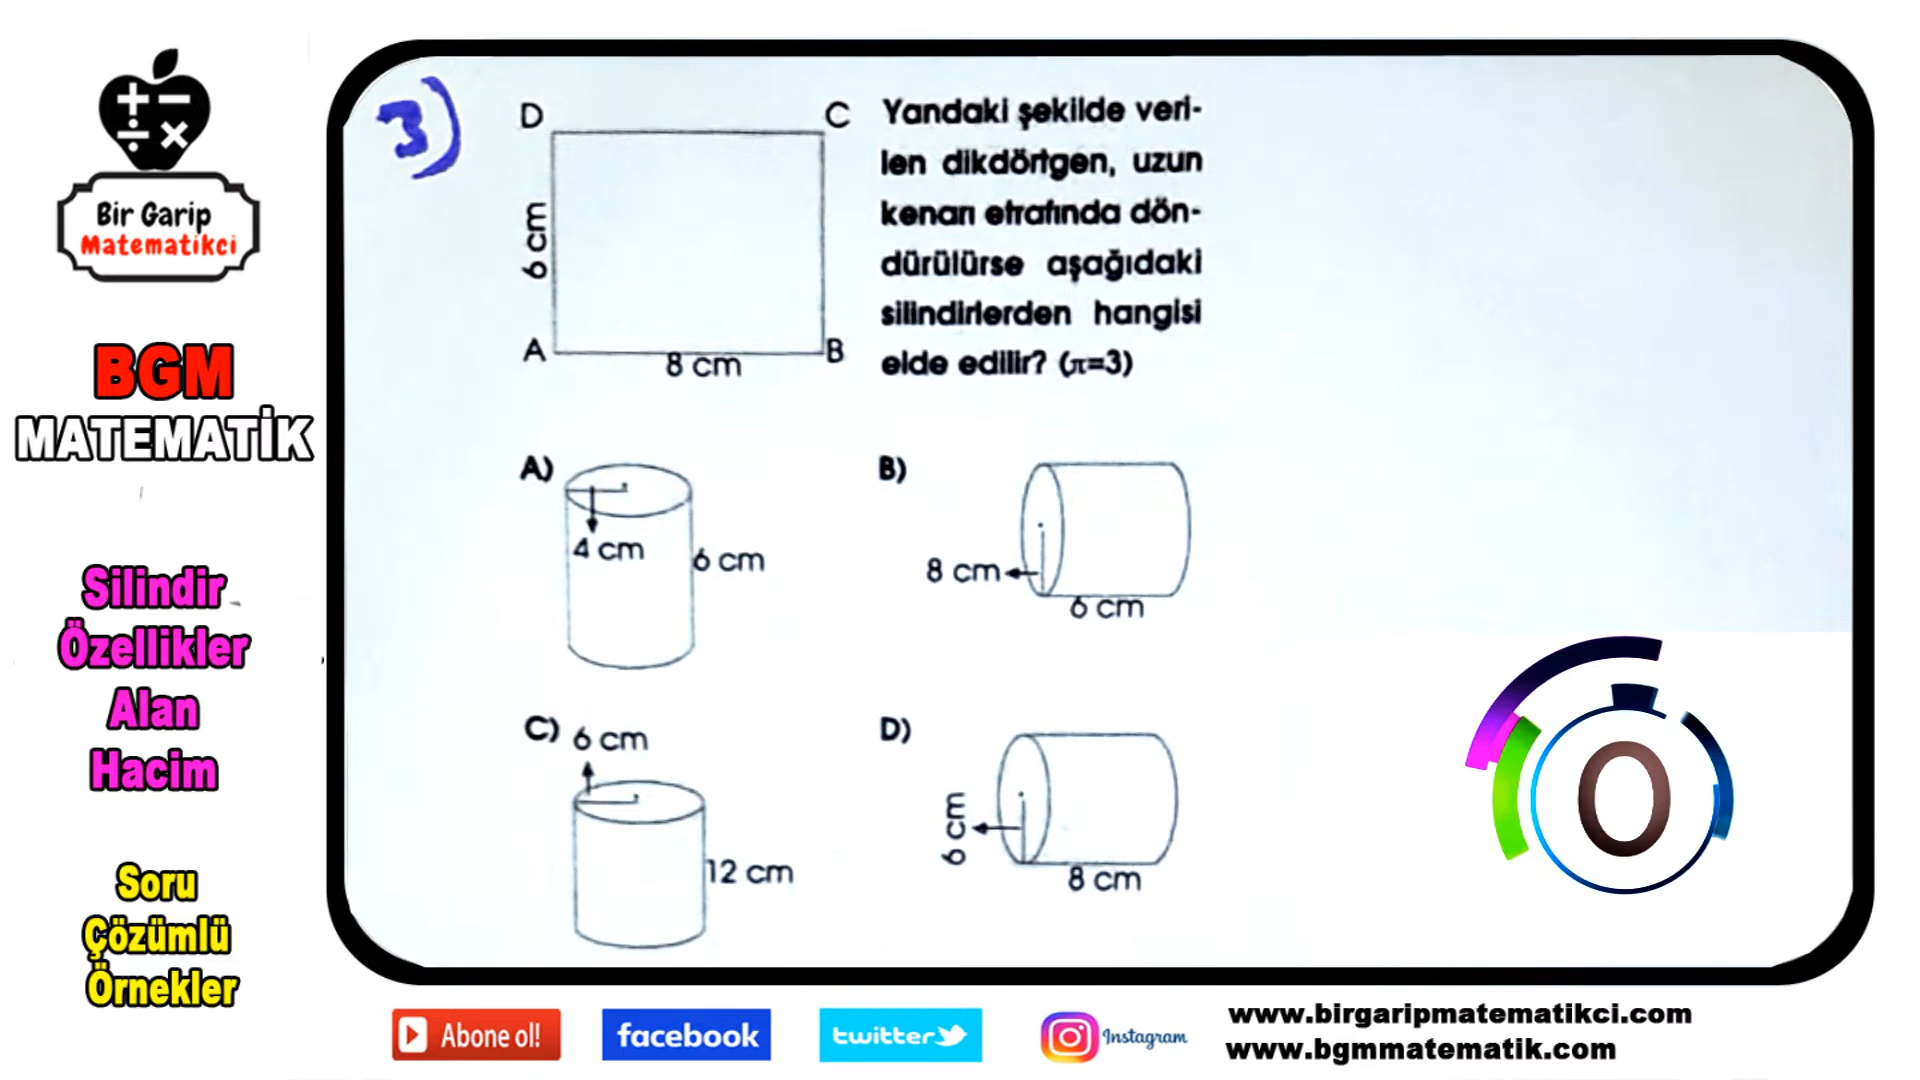 Bir Garip
Matematikci
BGM
MATEMATİK
Silindir
Özellikler
Alan
Hacim
Soru
Çözümlü
Örnekler
3)
D
C
6 cm
A
B
8 cm
Yandaki şekilde veri-
len dikdörtgen, uzun
kenarı etrafında dön-
dürülürse aşağıdaki
silindirlerden hangisi
elde edilir? (π=3)
A)
4 cm
6 cm
B)
8 cm
6 cm
C)
6 cm
12 cm
D)
6 cm
8 cm
0
Abone ol!
facebook
twitter
Instagram
www.birgaripmatematikci.com
www.bgmmatematik.com